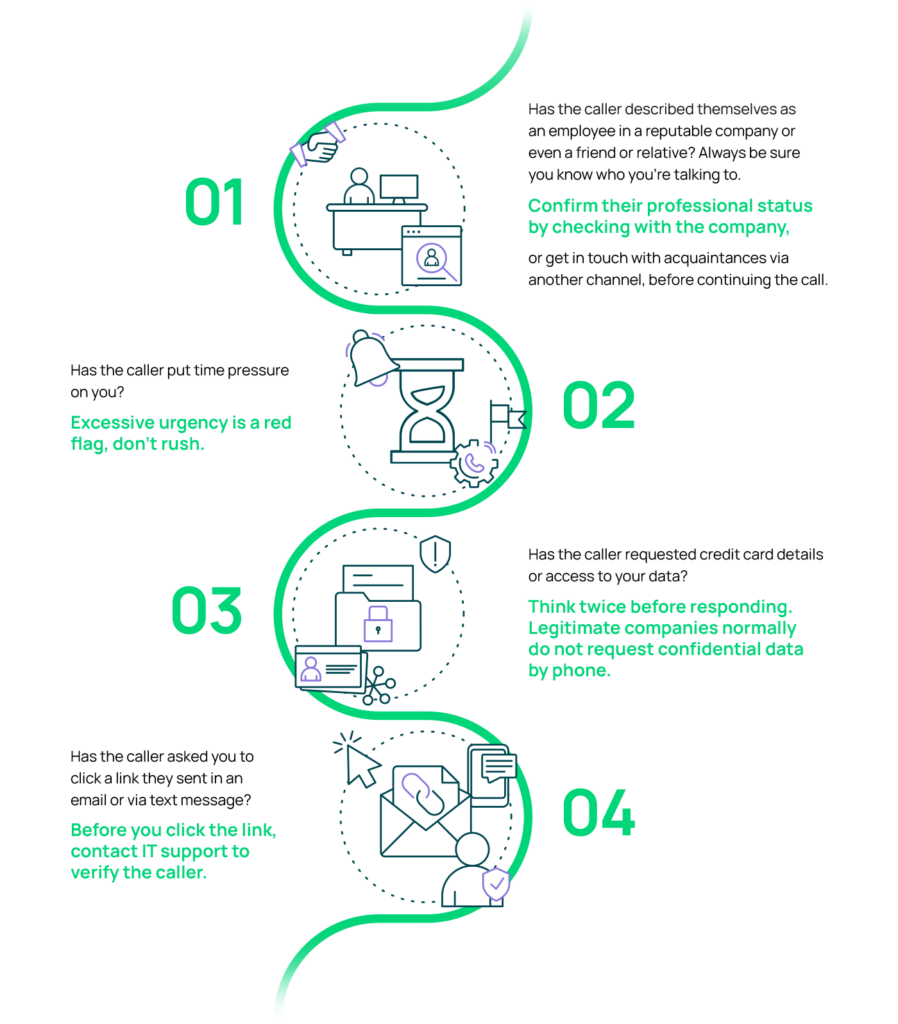 01
Has the caller described themselves as
an employee in a reputable company or
even a friend or relative? Always be sure
you know who you're talking to.
Confirm their professional status
by checking with the company,
or get in touch with acquaintances via
another channel, before continuing the call.
02
Has the caller put time pressure
on you?
Excessive urgency is a red
flag, don't rush.
03
Has the caller requested credit card details
or access to your data?
Think twice before responding.
Legitimate companies normally
do not request confidential data
by phone.
04
Has the caller asked you to
click a link they sent in an
email or via text message?
Before you click the link,
contact IT support to
verify the caller.